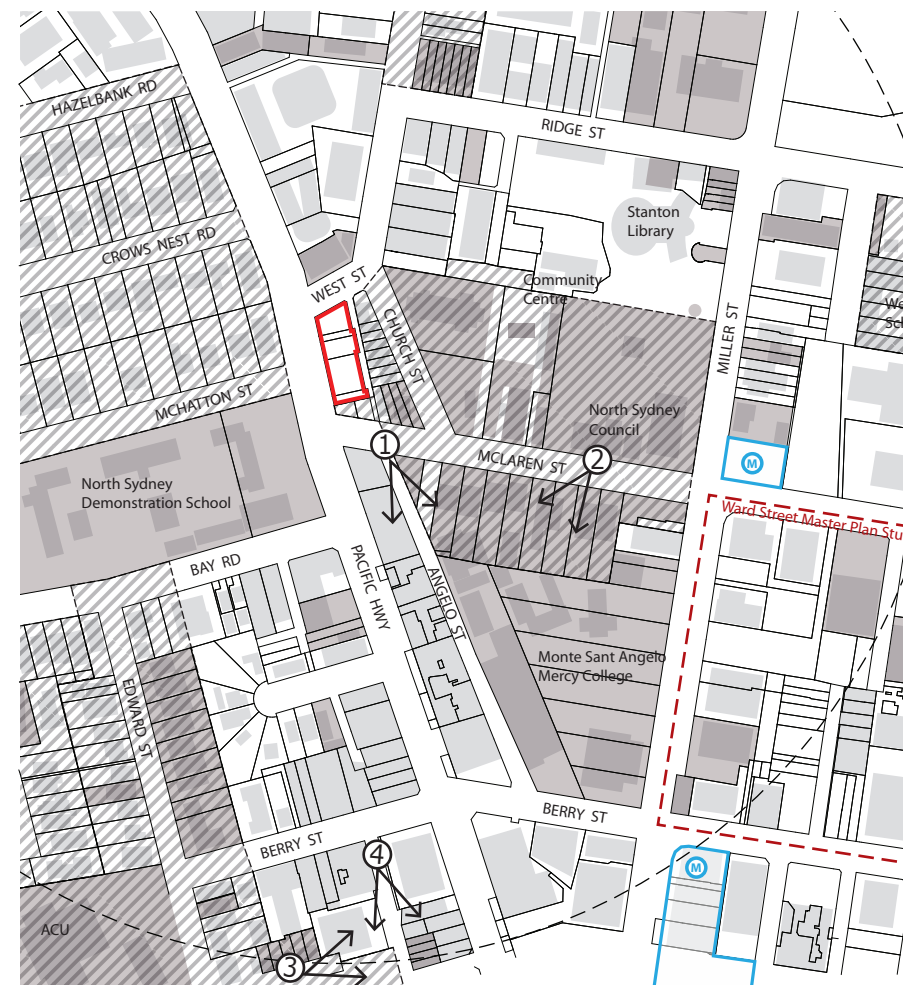 HAZELBANK RD
RIDGE ST
Stanton
Library
CROWS NEST RD
WEST ST
Community
Centre
CHURCH ST
MILLER ST
MCHATTON ST
North Sydney
Council
1
MCLAREN ST
2
M
North Sydney
Demonstration School
Ward Street Master Plan Stu
BAY RD
PACIFIC HWY
ANGELO ST
Monte Sant Angelo
Mercy College
EDWARD ST
BERRY ST
BERRY ST
4
M
ACU
3